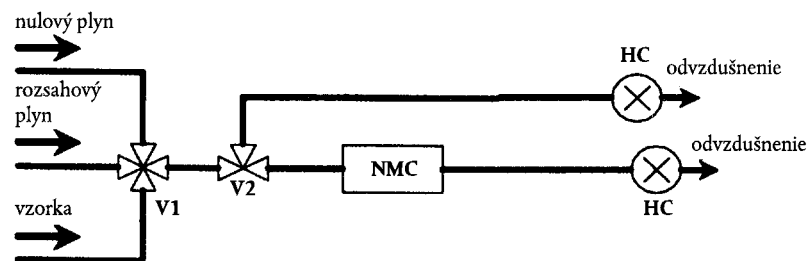 nulový plyn
rozsahový
plyn
vzorka
V1
V2
NMC
HC
odvzdušnenie
HC
odvzdušnenie